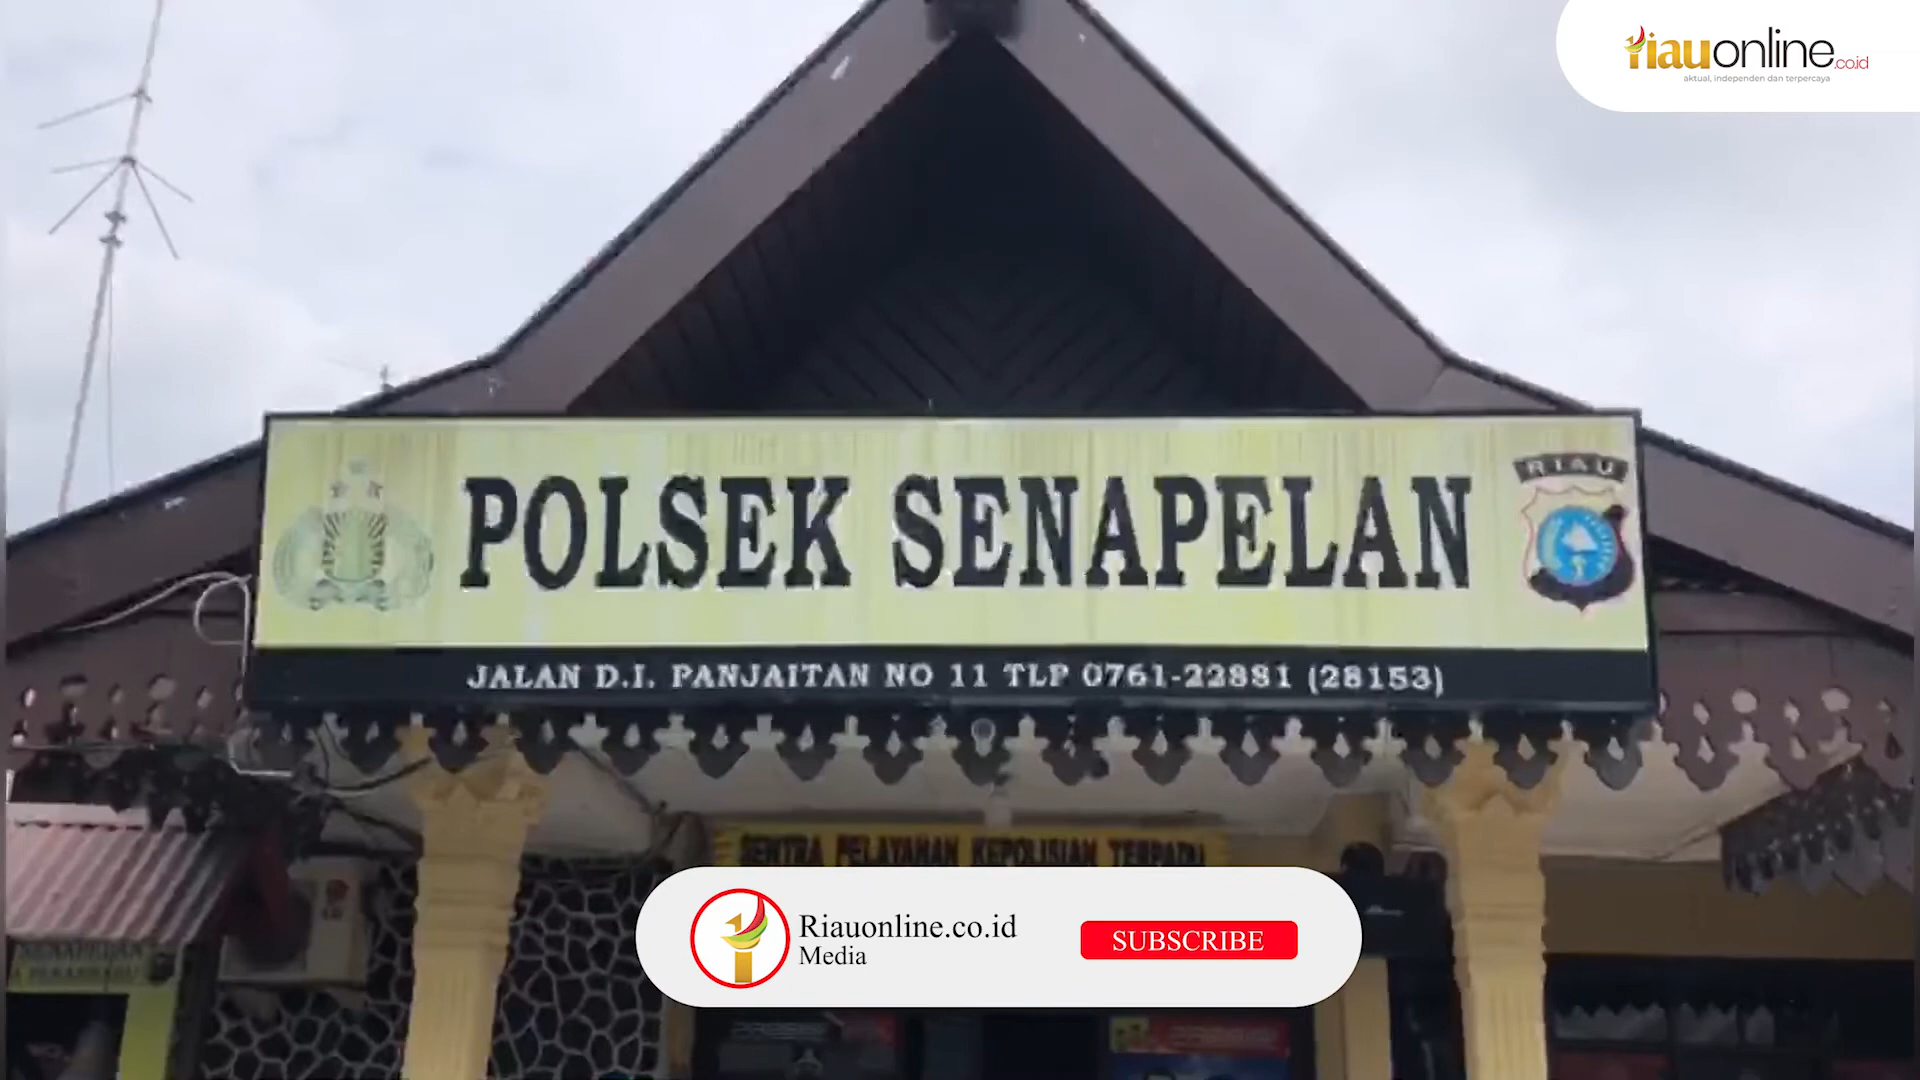 riauonline.co.id
aktual, independen dan terpercaya
RIAU
POLSEK SENAPELAN
JALAN D.I. PANJAITAN NO 11 TLP 0761-22881 (28153)
SENTRA PELAYANAN KEPOLISIAN TERPADU
Riauonline.co.id
Media
SUBSCRIBE
SENAPELAN